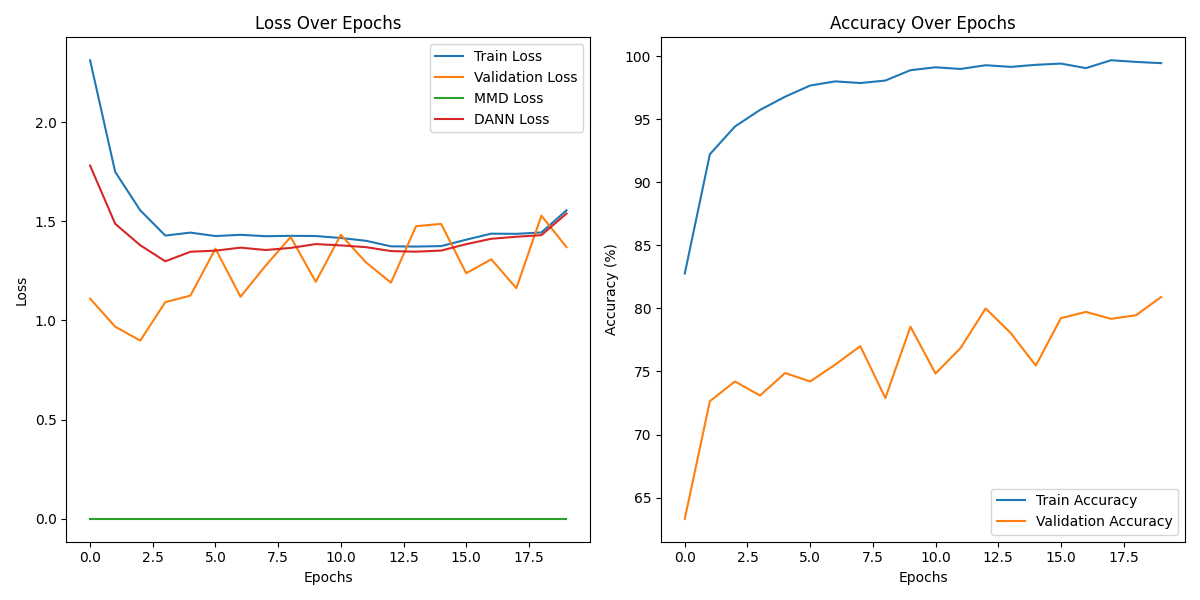 Loss Over Epochs
Train Loss
Validation Loss
MMD Loss
DANN Loss
2.0
1.5
1.0
0.5
0.0
Loss
0.0 2.5 5.0 7.5 10.0 12.5 15.0 17.5
Epochs
Accuracy Over Epochs
100
95
90
85
80
75
70
65
Accuracy (%)
Train Accuracy
Validation Accuracy
0.0 2.5 5.0 7.5 10.0 12.5 15.0 17.5
Epochs